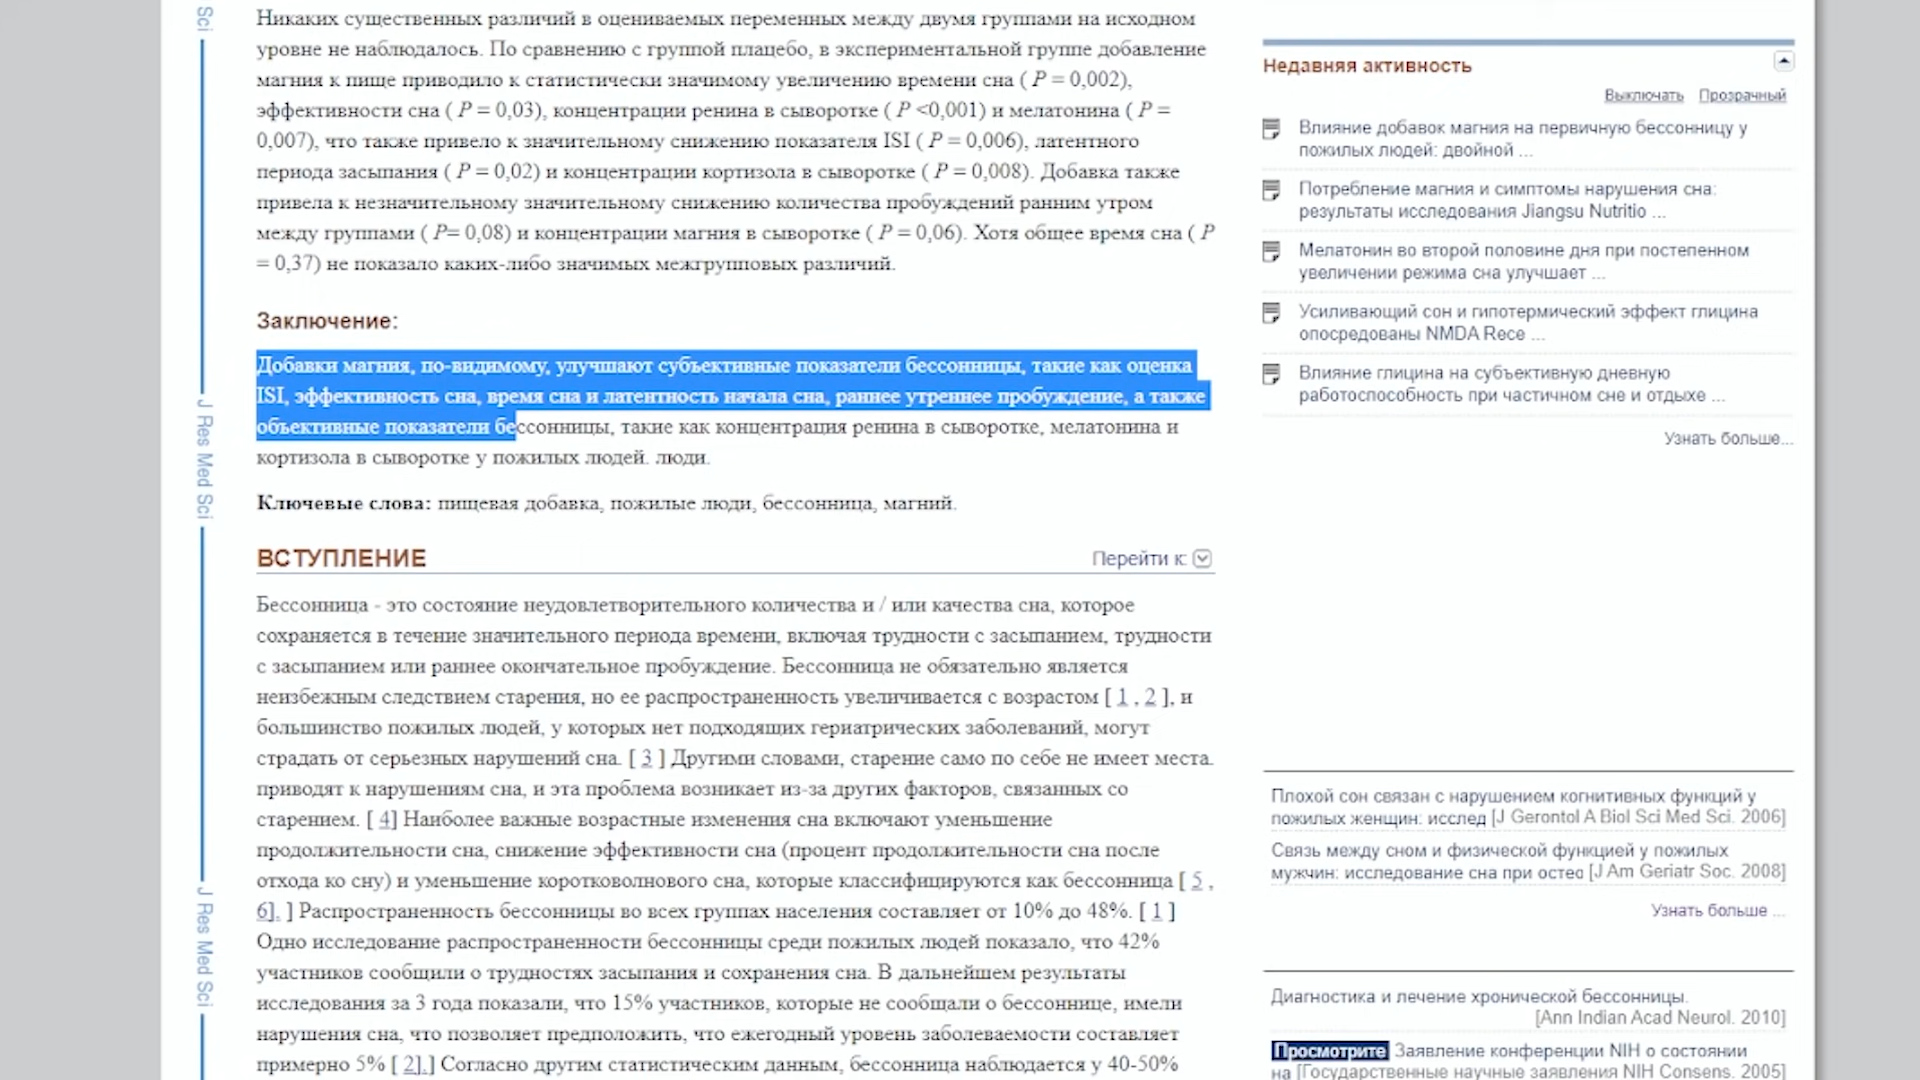 Никаких существенных различий в оцениваемых переменных между двумя группами на исходном
уровне не наблюдалось. По сравнению с группой плацебо, в экспериментальной группе добавление
магния к пище приводило к статистически значимому увеличению времени сна ( P = 0,002),
эффективности сна ( P = 0,03), концентрации ренина в сыворотке ( P <0,001) и мелатонина ( P =
0,007), что также привело к значительному снижению показателя ISI ( P = 0,006), латентного
периода засыпания ( P = 0,02) и концентрации кортизола в сыворотке ( P = 0,008). Добавка также
привела к незначительному значительному снижению количества пробуждений ранним утром
между группами ( P= 0,08) и концентрации магния в сыворотке ( P = 0,06). Хотя общее время сна ( P
= 0,37) не показало каких-либо значимых межгрупповых различий.
Заключение:
Добавки магния, по-видимому, улучшают субъективные показатели бессонницы, такие как оценка
ISI, эффективность сна, время сна и латентность начала сна, раннее утреннее пробуждение, а также
объективные показатели бессонницы, такие как концентрация ренина в сыворотке, мелатонина и
кортизола в сыворотке у пожилых людей. люди.
Ключевые слова: пищевая добавка, пожилые люди, бессонница, магний.
ВСТУПЛЕНИЕ
Перейти к:
Бессонница - это состояние неудовлетворительного количества и / или качества сна, которое
сохраняется в течение значительного периода времени, включая трудности с засыпанием, трудности
с засыпанием или раннее окончательное пробуждение. Бессонница не обязательно является
неизбежным следствием старения, но ее распространенность увеличивается с возрастом [ 1 , 2 ], и
большинство пожилых людей, у которых нет подходящих гериатрических заболеваний, могут
страдать от серьезных нарушений сна. [ 3 ] Другими словами, старение само по себе не имеет места.
приводят к нарушениям сна, и эта проблема возникает из-за других факторов, связанных со
старением. [ 4] Наиболее важные возрастные изменения сна включают уменьшение
продолжительности сна, снижение эффективности сна (процент продолжительности сна после
отхода ко сну) и уменьшение коротковолнового сна, которые классифицируются как бессонница [ 5 ,
6]. ] Распространенность бессонницы во всех группах населения составляет от 10% до 48%. [ 1 ]
Одно исследование распространенности бессонницы среди пожилых людей показало, что 42%
участников сообщили о трудностях засыпания и сохранения сна. В дальнейшем результаты
исследования за 3 года показали, что 15% участников, которые не сообщали о бессоннице, имели
нарушения сна, что позволяет предположить, что ежегодный уровень заболеваемости составляет
примерно 5% [ 2].] Согласно другим статистическим данным, бессонница наблюдается у 40-50%
Sci
J Res Med Sci
J Res Med Sci
Недавняя активность
Выключать Прозрачный
Влияние добавок магния на первичную бессонницу у
пожилых людей: двойной ...
Потребление магния и симптомы нарушения сна:
результаты исследования Jiangsu Nutritio ...
Мелатонин во второй половине дня при постепенном
увеличении режима сна улучшает ...
Усиливающий сон и гипотермический эффект глицина
опосредованы NMDA Rece ...
Влияние глицина на субъективную дневную
работоспособность при частичном сне и отдыхе ...
Узнать больше...
Плохой сон связан с нарушением когнитивных функций у
пожилых женщин: исслед [J Gerontol A Biol Sci Med Sci. 2006]
Связь между сном и физической функцией у пожилых
мужчин: исследование сна при остео [J Am Geriatr Soc. 2008]
Узнать больше ...
Диагностика и лечение хронической бессонницы.
[Ann Indian Acad Neurol. 2010]
Просмотрите Заявление конференции NIH о состоянии
на [Государственные научные заявления NIH Consens. 2005]